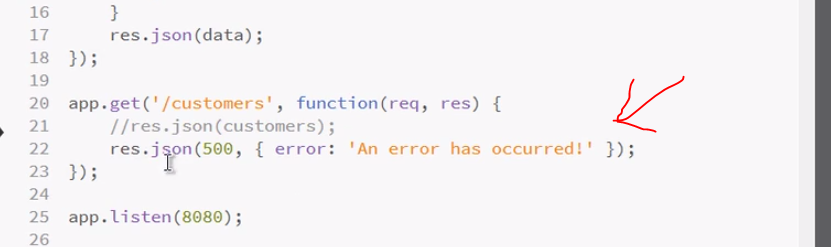 16 }
17 res.json(data);
18 });
19
20 app.get('/customers', function(req, res) {
21 //res.json(customers);
22 res.json(500, { error: 'An error has occurred!' });
23 });
24
25 app.listen(8080);
26